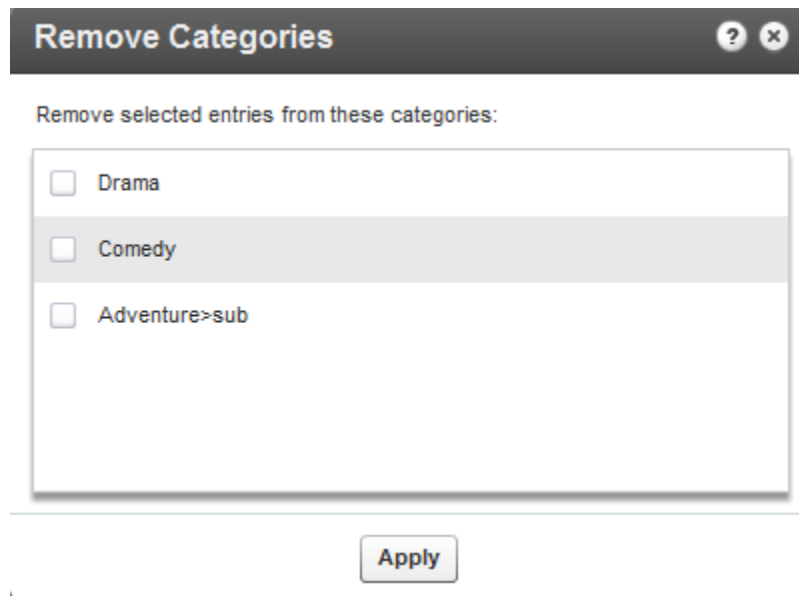 Remove Categories
Remove selected entries from these categories:
Drama
Comedy
Adventure>sub
Apply